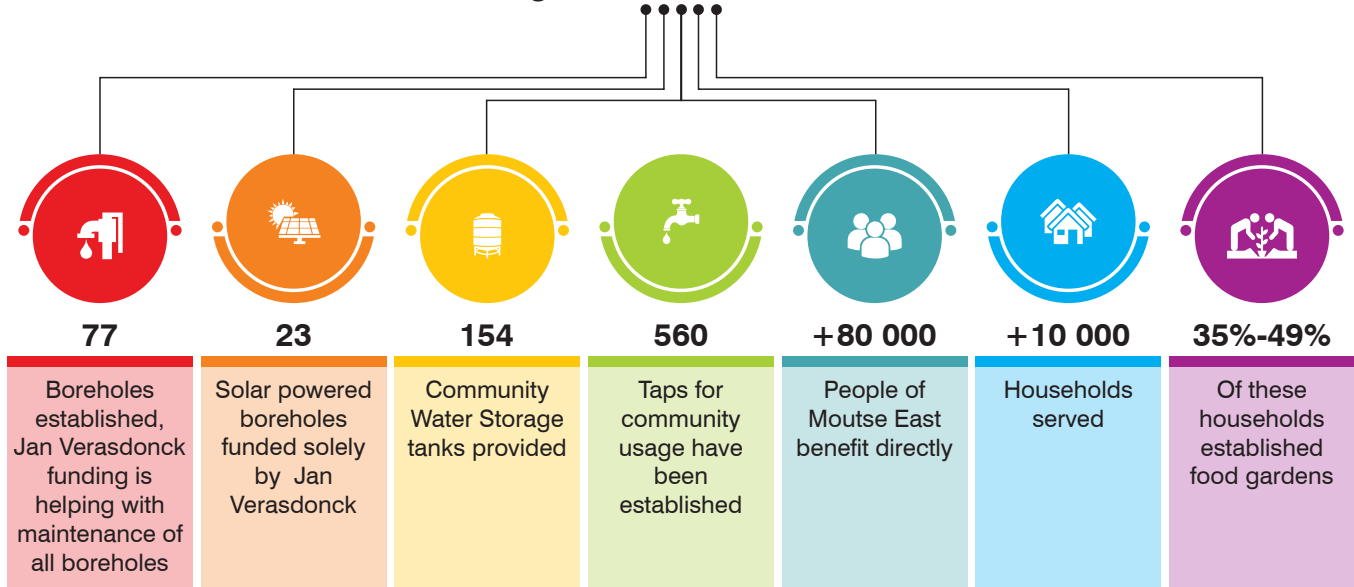 77
Boreholes
established,
Jan Verasdonck
funding is
helping with
maintenance of
all boreholes
23
Solar powered
boreholes
funded solely
by Jan
Verasdonck
154
Community
Water Storage
tanks provided
560
Taps for
community
usage have
been
established
+80 000
People of
Moutse East
benefit directly
+10 000
Households
served
35%-49%
Of these
households
established
food gardens